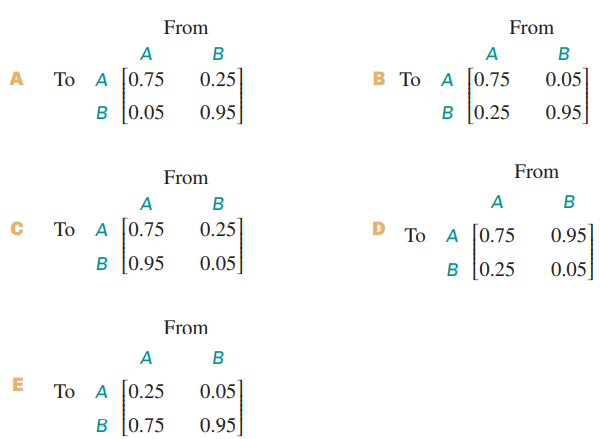 From
A B
A To A [0.75 0.25]
B [0.05 0.95]
From
A B
B To A [0.75 0.05]
B [0.25 0.95]
From
A B
C To A [0.75 0.25]
B [0.95 0.05]
From
A B
D To A [0.75 0.95]
B [0.25 0.05]
From
A B
E To A [0.25 0.05]
B [0.75 0.95]